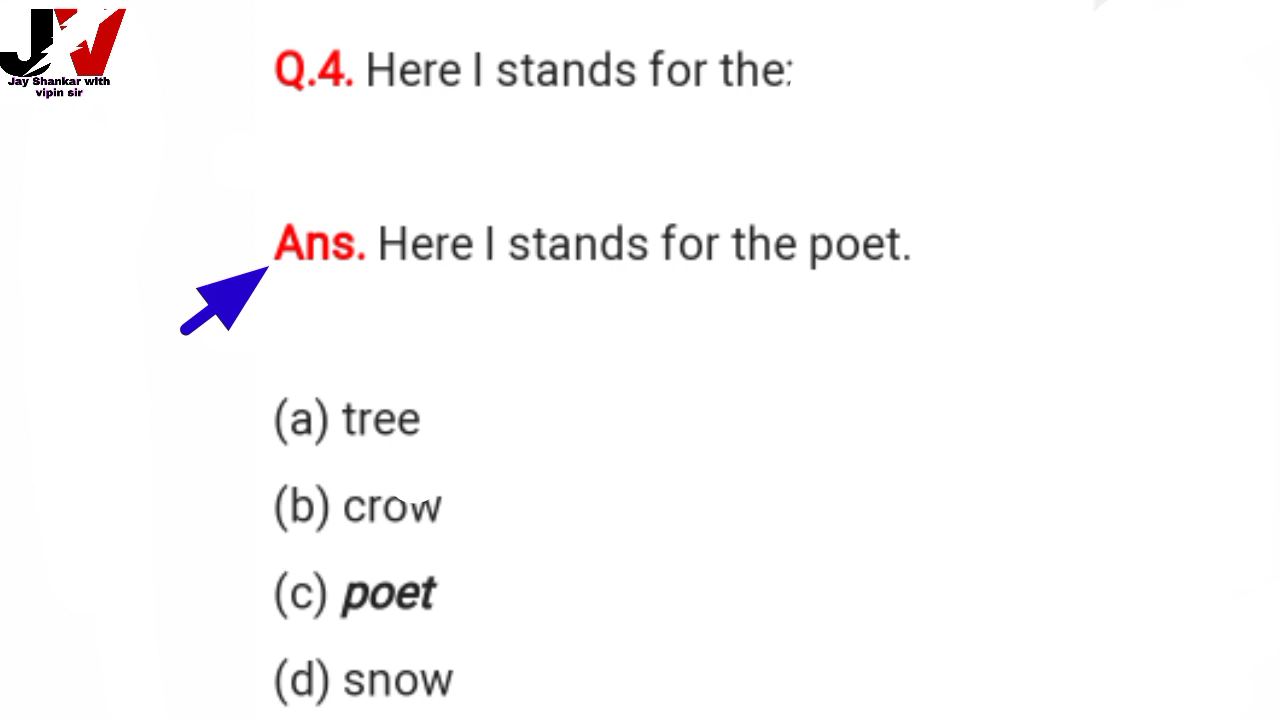 JV
Jay Shankar with
vipin sir
Q.4. Here I stands for the:
Ans. Here I stands for the poet.
(a) tree
(b) crow
(c) poet
(d) snow